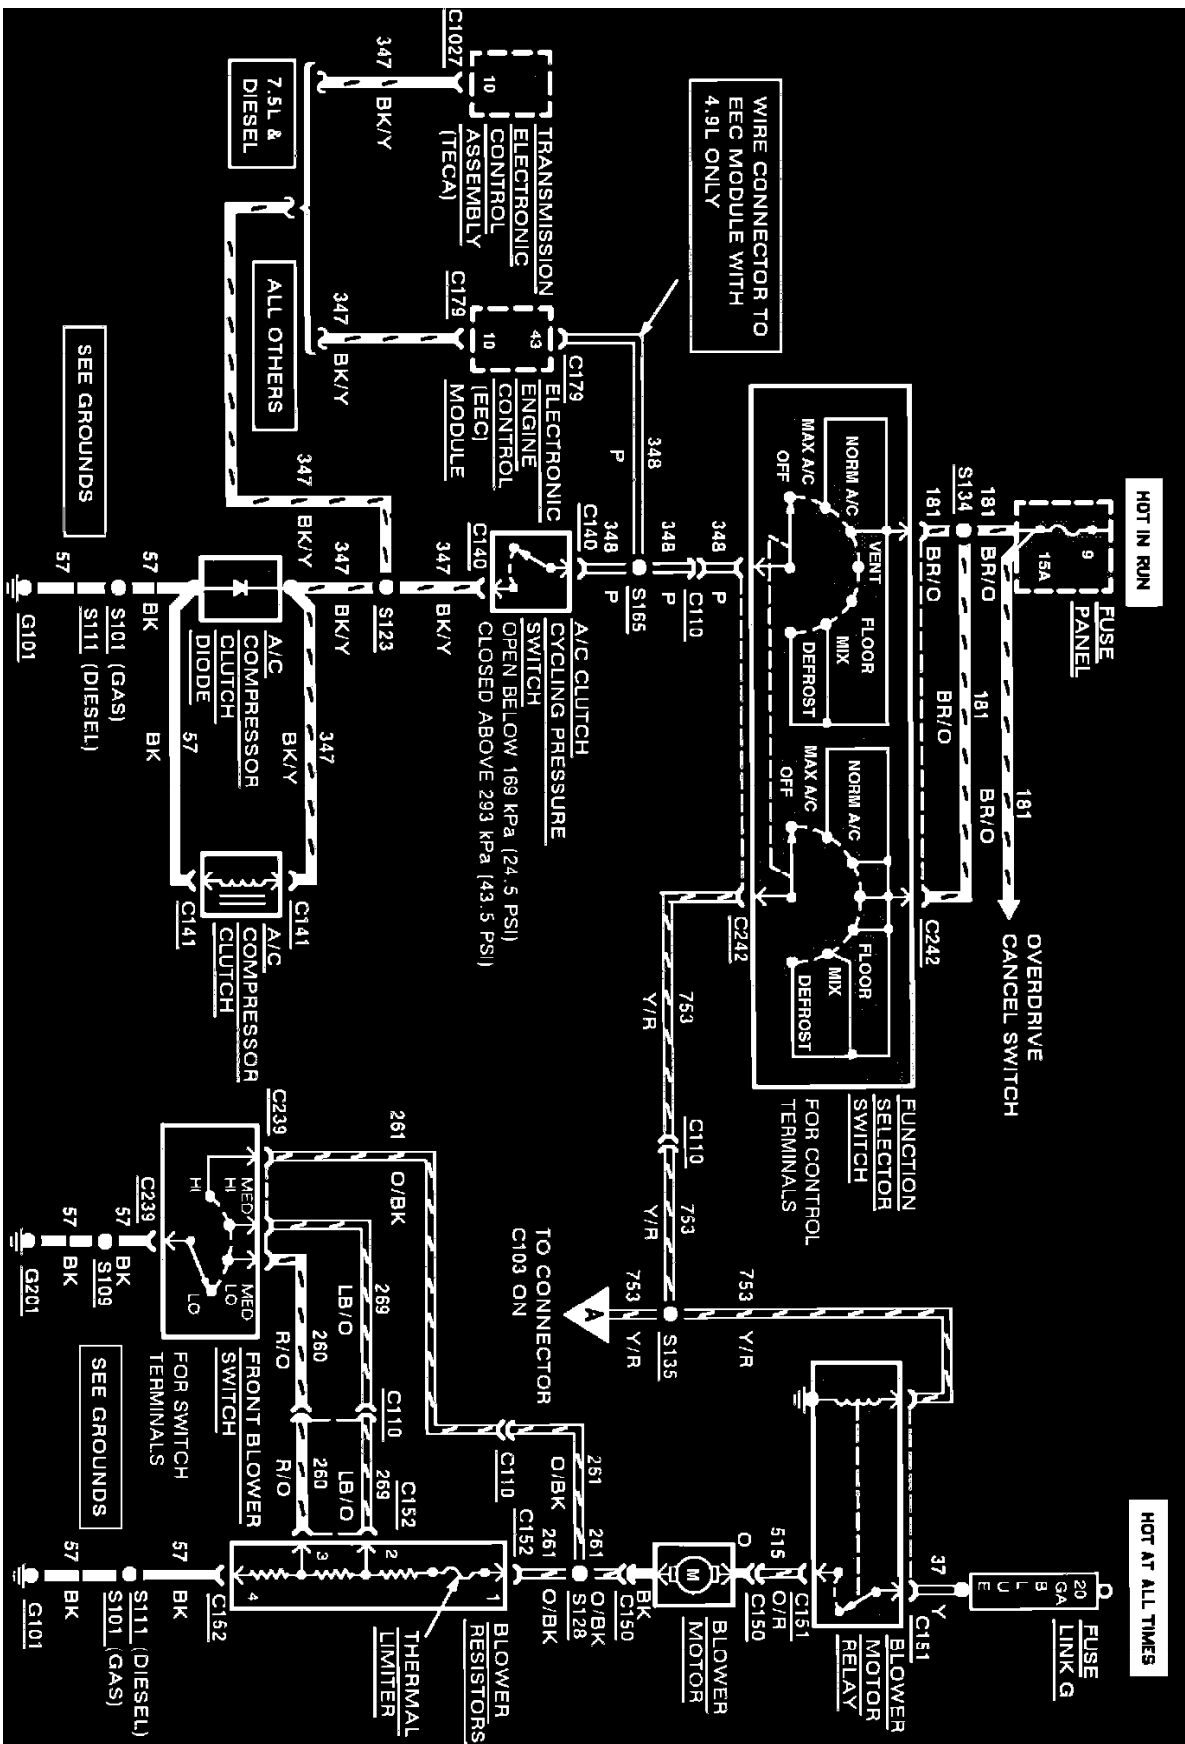 HOT IN RUN
HOT AT ALL TIMES
9
15A
FUSE
PANEL
181
BR/O
OVERDRIVE
CANCEL SWITCH
S134
181
BR/O
181
BR/O
181
BR/O
C242
NORM A/C
MAX A/C
OFF
VENT
FLOOR
MIX
DEFROST
NORM A/C
MAX A/C
OFF
FLOOR
MIX
DEFROST
FUNCTION
SELECTOR
SWITCH
FOR CONTROL
TERMINALS
C242
348
P
C110
348
P
S165
348
P
C140
348
P
WIRE CONNECTOR TO
EEC MODULE WITH
4.9L ONLY
C179
43
10
C179
ELECTRONIC
ENGINE
CONTROL
(EEC)
MODULE
C1027
10
TRANSMISSION
ELECTRONIC
CONTROL
ASSEMBLY
(TECA)
347
BK/Y
347
BK/Y
7.5L &
DIESEL
ALL OTHERS
347
BK/Y
A/C CLUTCH
CYCLING PRESSURE
SWITCH
OPEN BELOW 169 kPa (24.5 PSI)
CLOSED ABOVE 293 kPa (43.5 PSI)
C140
347
BK/Y
S123
347
BK/Y
347
BK/Y
A/C
COMPRESSOR
CLUTCH
DIODE
C141
A/C
COMPRESSOR
CLUTCH
C141
57
BK
57
BK
S101 (GAS)
S111 (DIESEL)
57
G101
SEE GROUNDS
753
Y/R
C110
753
Y/R
S135
753
Y/R
753
Y/R
A
TO CONNECTOR
C103 ON
20
GA
BLUE
FUSE
LINK G
37
Y
C151
BLOWER
MOTOR
RELAY
C151
515
O/R
O
C150
M
BLOWER
MOTOR
BK
C150
261
O/BK
S128
261
O/BK
261
O/BK
C152
C110
261
O/BK
1
2
3
4
BLOWER
RESISTORS
THERMAL
LIMITER
C152
269
LB/O
260
R/O
C110
269
LB/O
260
R/O
C239
HI
MED
HI
MED
LO
LO
FRONT BLOWER
SWITCH
FOR SWITCH
TERMINALS
C239
57
BK
S109
57
BK
G201
SEE GROUNDS
C152
57
BK
S111 (DIESEL)
S101 (GAS)
57
BK
G101